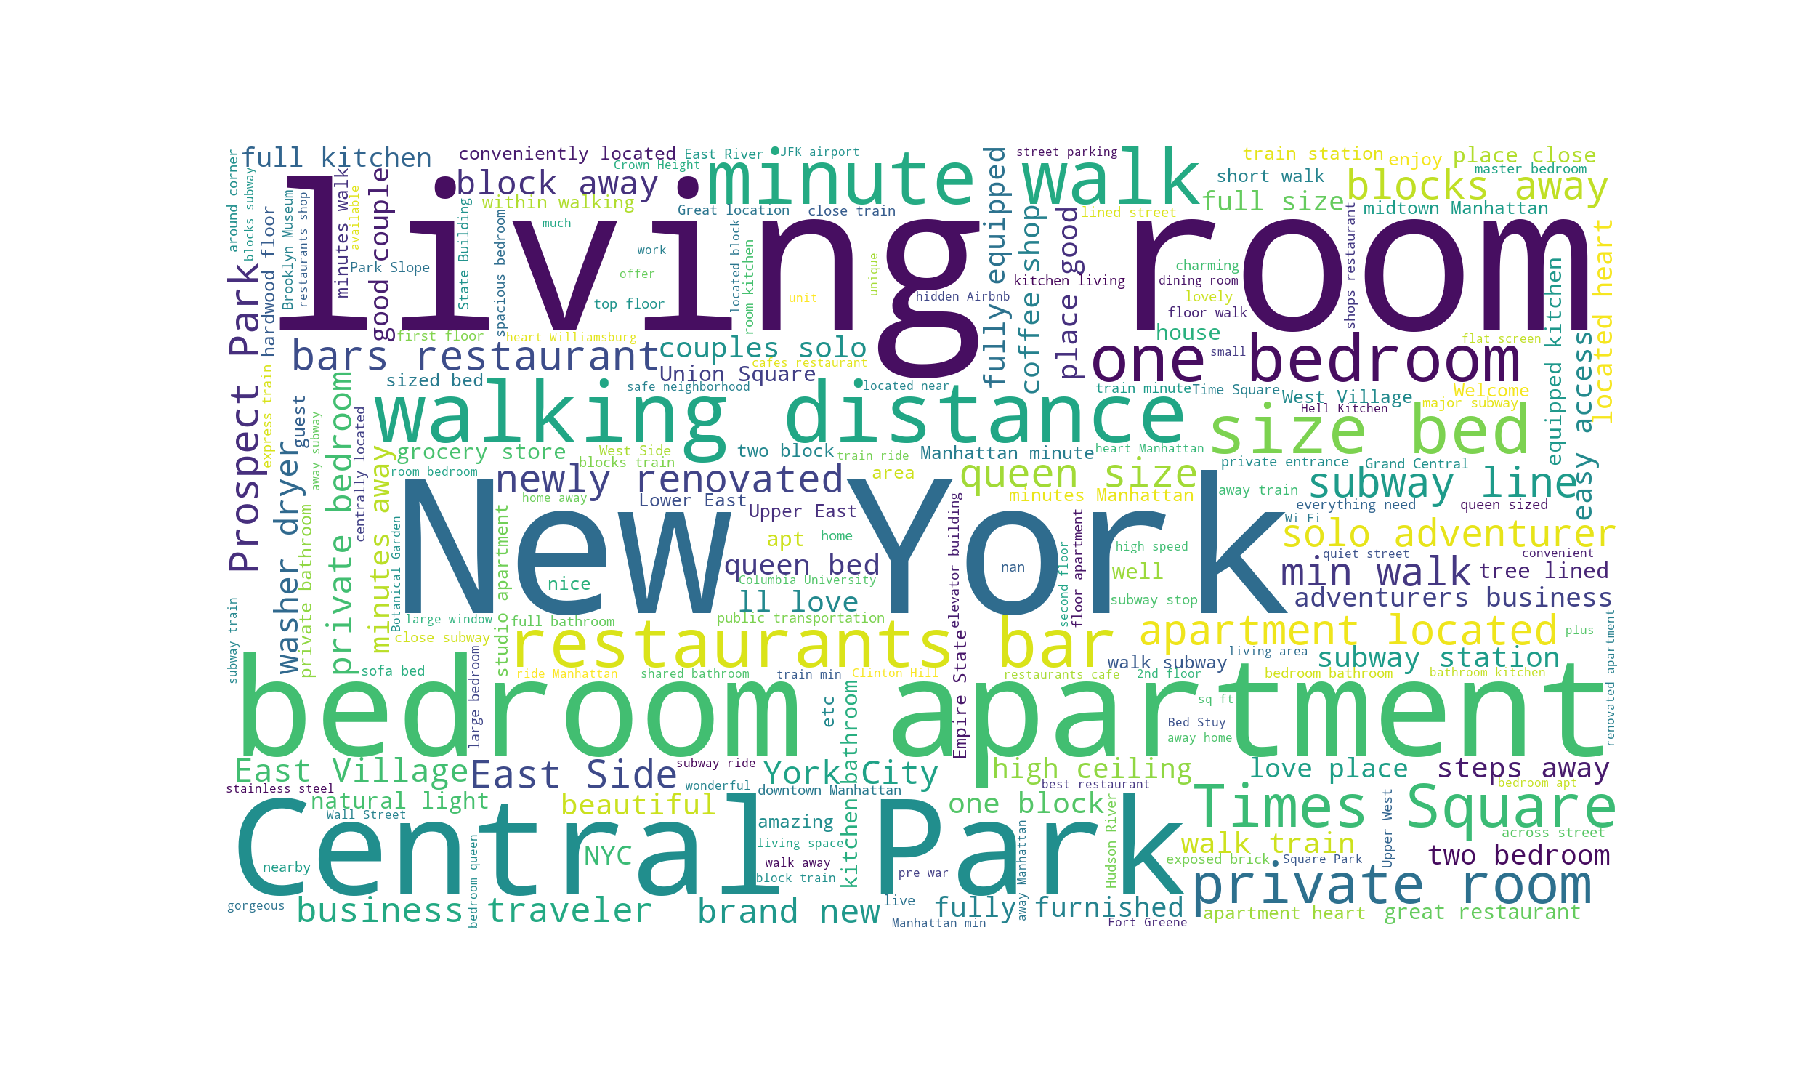 full kitchen
conveniently located
East River
JFK airport
Crown Height
minute walk
street parking
train station
enjoy
place close
master bedroom
around corner
blocks subway
Brooklyn Museum
restaurants shop
minutes walk
available
good couple
block away
within walking
State Building
spacious bedroom
much
Great location
close train
short walk
full size
blocks away
lined street
midtown Manhattan
living room
Park Slope
work
offer
top floor
unit
located block
room kitchen
unique
hidden Airbnb
fully equipped
coffee shop
place good
kitchen living
charming
dining room
lovely
floor walk
shops restaurant
house
equipped kitchen
located heart
easy access
Prospect Park
hardwood floor
express train
first floor
heart Williamsburg
bars restaurant
couples solo
cafes restaurant
Union Square
one bedroom
small
flat screen
sized bed
safe neighborhood
located near
train minute
Time Square
West Village
Welcome
major subway
Hell Kitchen
guest
away subway
private bedroom
centrally located
walking distance
size bed
washer dryer
grocery store
West Side
blocks train
two block
train ride
Manhattan minute
heart Manhattan
private entrance
Grand Central
room bedroom
newly renovated
area
queen size
away train
subway line
home away
Lower East
Upper East
minutes Manhattan
everything need
queen sized
Wi Fi
minutes away
private bathroom
Botanical Garden
New York
apt
home
queen bed
Columbia University
nice
ll love
elevator building
nan
second floor
floor apartment
high speed
well
subway stop
solo adventurer
quiet street
convenient
min walk
tree lined
adventurers business
subway train
large window
full bathroom
public transportation
close subway
studio apartment
restaurants bar
apartment located
plus
walk subway
living area
subway station
sofa bed
large bedroom
ride Manhattan
shared bathroom
train min
Clinton Hill
restaurants cafe
2nd floor
bedroom bathroom
bathroom kitchen
renovated apartment
bedroom apartment
etc
kitchen bathroom
Empire State
sq ft
Bed Stuy
away home
East Village
East Side
subway ride
York City
high ceiling
love place
steps away
stainless steel
natural light
wonderful
downtown Manhattan
best restaurant
bedroom apt
Wall Street
beautiful
amazing
one block
Hudson River
Times Square
Upper West
across street
Central Park
nearby
bedroom queen
NYC
living space
walk away
block train
pre war
away Manhattan
walk train
exposed brick
Square Park
two bedroom
private room
gorgeous
business traveler
brand new
live
fully furnished
Manhattan min
Fort Greene
apartment heart
great restaurant